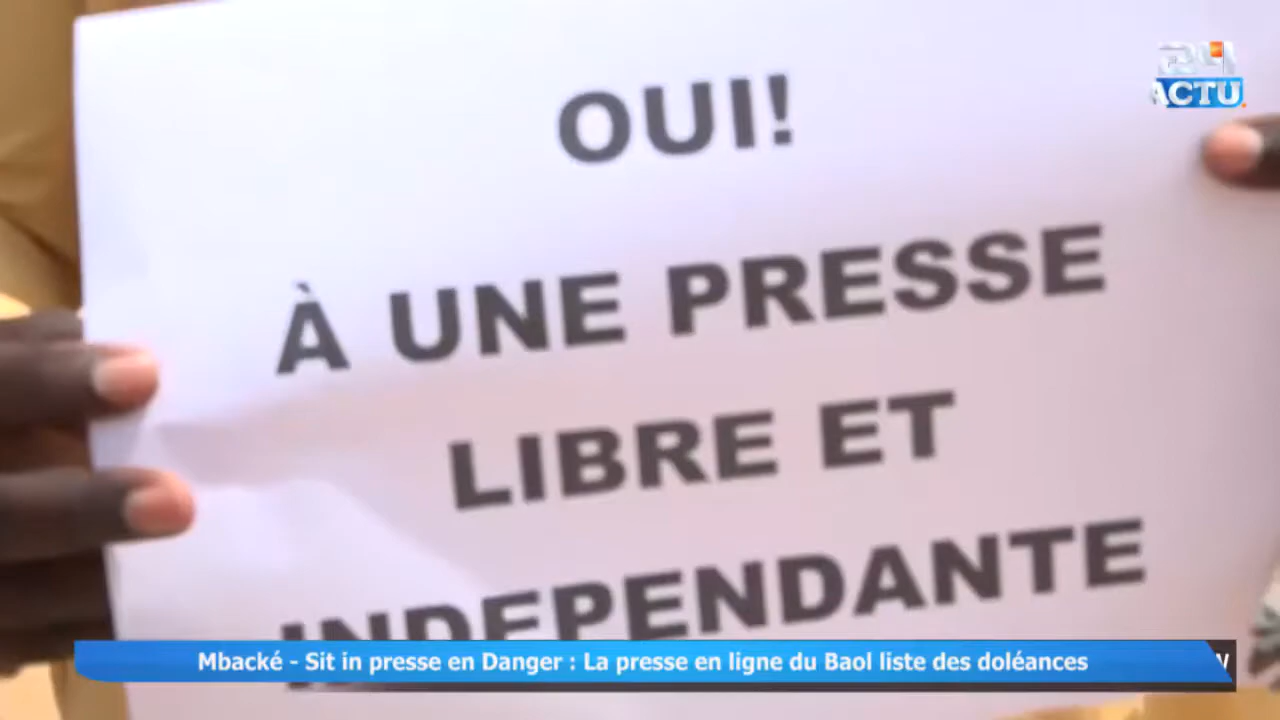 ACTU
OUI!
À UNE PRESSE
LIBRE ET
INDEPENDANTE
Mbacké - Sit in presse en Danger : La presse en ligne du Baol liste des doléances